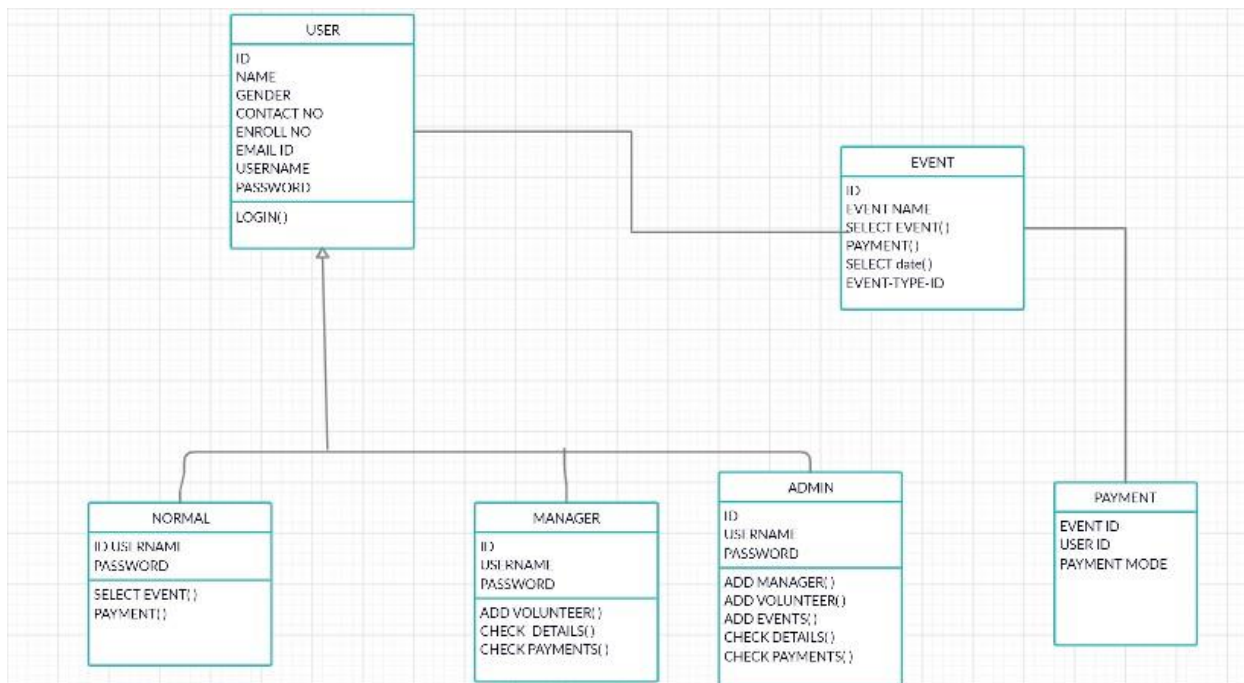 USER
ID
NAME
GENDER
CONTACT NO
ENROLL NO
EMAIL ID
USERNAME
PASSWORD
LOGIN()
EVENT
ID
EVENT NAME
SELECT EVENT()
PAYMENT()
SELECT date()
EVENT-TYPE-ID
NORMAL
ID USERNAME
PASSWORD
SELECT EVENT()
PAYMENT()
MANAGER
ID
USERNAME
PASSWORD
ADD VOLUNTEER()
CHECK DETAILS()
CHECK PAYMENTS()
ADMIN
ID
USERNAME
PASSWORD
ADD MANAGER()
ADD VOLUNTEER()
ADD EVENTS()
CHECK DETAILS()
CHECK PAYMENTS()
PAYMENT
EVENT ID
USER ID
PAYMENT MODE